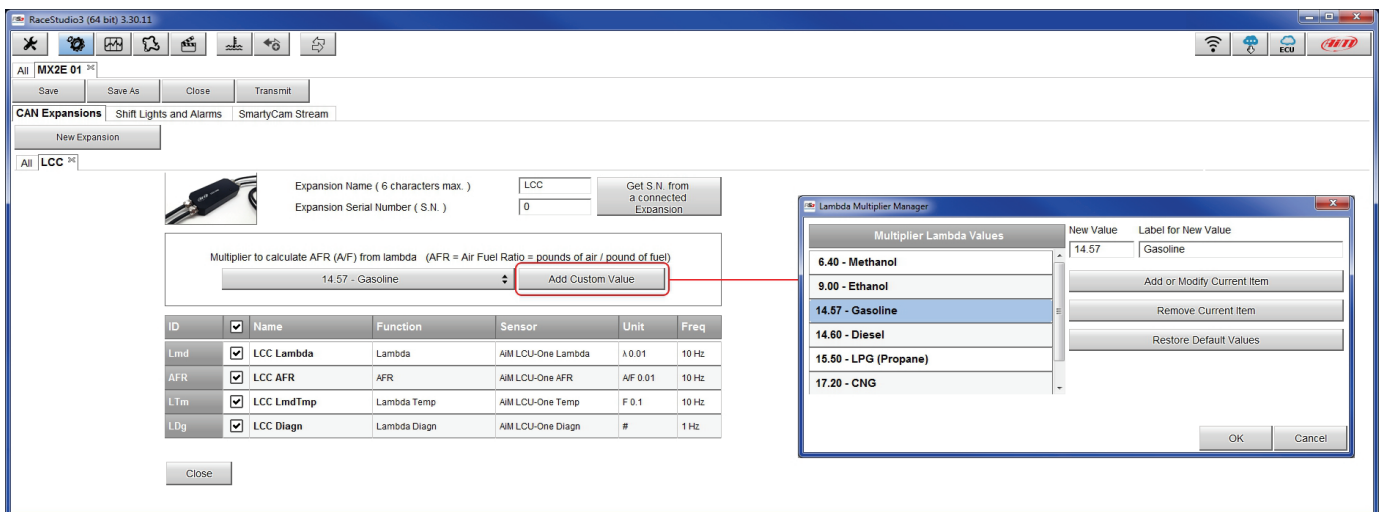 RaceStudio3 (64 bit) 3.30.11
ECU
AiM
All MX2E 01
Save Save As Close Transmit
CAN Expansions Shift Lights and Alarms SmartyCam Stream
New Expansion
All LCC
Expansion Name ( 6 characters max. ) LCC
Expansion Serial Number ( S.N. ) 0
Get S.N. from
a connected
Expansion
Multiplier to calculate AFR (A/F) from lambda (AFR = Air Fuel Ratio = pounds of air / pound of fuel)
14.57 - Gasoline Add Custom Value
ID Name Function Sensor Unit Freq
Lmd LCC Lambda Lambda AiM LCU-One Lambda λ 0.01 10 Hz
AFR LCC AFR AFR AiM LCU-One AFR A/F 0.01 10 Hz
LTm LCC LmdTmp Lambda Temp AiM LCU-One Temp F 0.1 10 Hz
LDg LCC Diagn Lambda Diagn AiM LCU-One Diagn # 1 Hz
Close
Lambda Multiplier Manager
Multiplier Lambda Values
6.40 - Methanol
9.00 - Ethanol
14.57 - Gasoline
14.60 - Diesel
15.50 - LPG (Propane)
17.20 - CNG
New Value Label for New Value
14.57 Gasoline
Add or Modify Current Item
Remove Current Item
Restore Default Values
OK Cancel